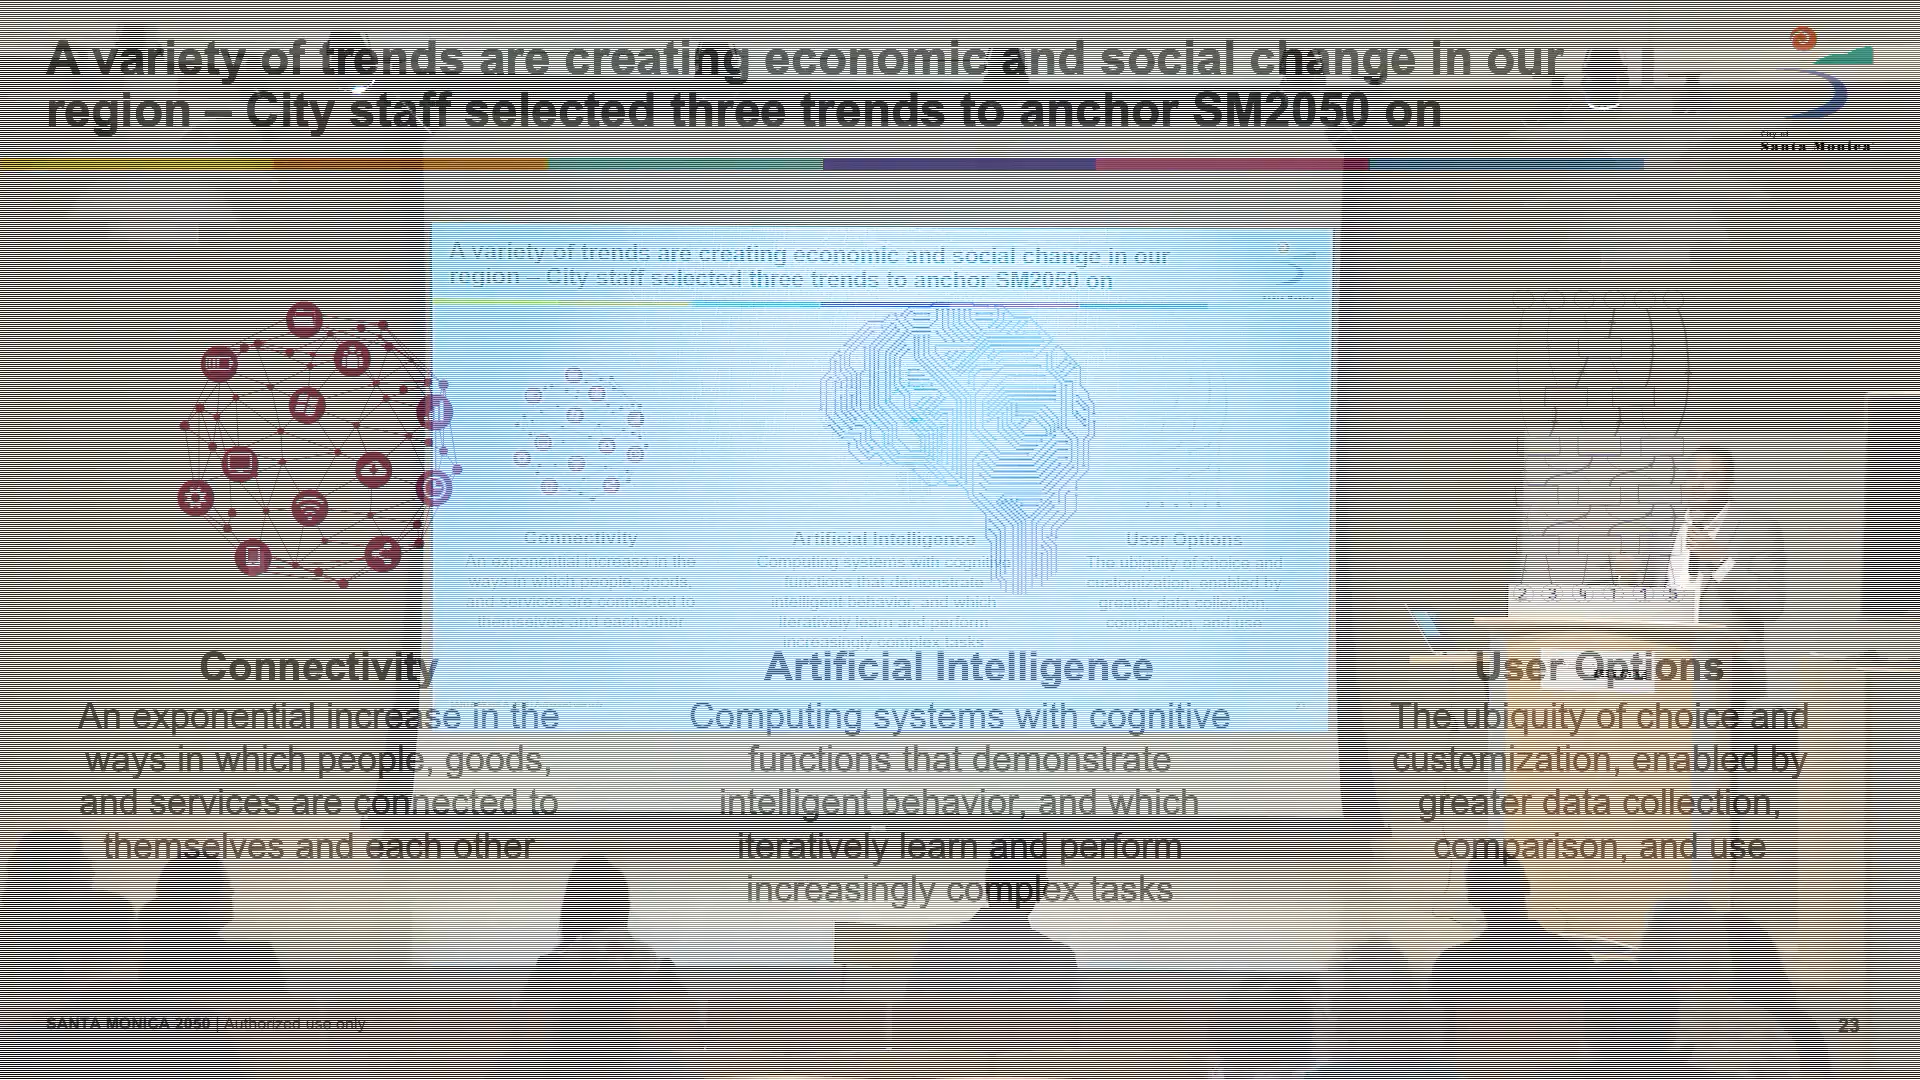 A variety of trends are creating economic and social change in our
region – City staff selected three trends to anchor SM2050 on
City of
Santa Monica
A variety of trends are creating economic and social change in our
region – City staff selected three trends to anchor SM2050 on
Connectivity
An exponential increase in the
ways in which people, goods,
and services are connected to
themselves and each other
Artificial Intelligence
Computing systems with cognitive
functions that demonstrate
intelligent behavior, and which
iteratively learn and perform
increasingly complex tasks
User Options
The ubiquity of choice and
customization, enabled by
greater data collection,
comparison, and use
2 3 4 1 1 5
Connectivity
An exponential increase in the
ways in which people, goods,
and services are connected to
themselves and each other
Artificial Intelligence
Computing systems with cognitive
functions that demonstrate
intelligent behavior, and which
iteratively learn and perform
increasingly complex tasks
User Options
The ubiquity of choice and
customization, enabled by
greater data collection,
comparison, and use
SANTA MONICA 2050 | Authorized use only
23